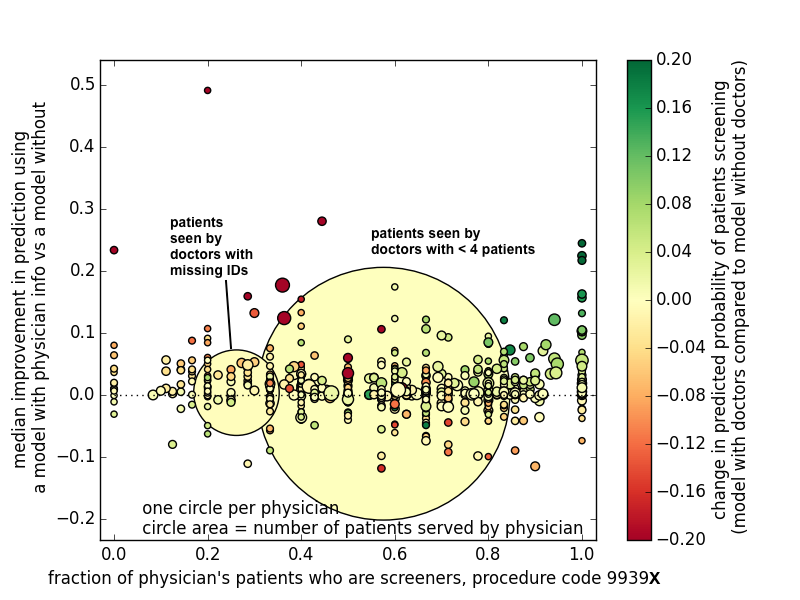 0.5
0.4
0.3
0.2
0.1
0.0
−0.1
−0.2
median improvement in prediction using
a model with physician info vs a model without
patients
seen by
doctors with
missing IDs
patients seen by
doctors with < 4 patients
one circle per physician
circle area = number of patients served by physician
0.0 0.2 0.4 0.6 0.8 1.0
fraction of physician's patients who are screeners, procedure code 9939X
0.20
0.16
0.12
0.08
0.04
0.00
−0.04
−0.08
−0.12
−0.16
−0.20
change in predicted probability of patients screening
(model with doctors compared to model without doctors)